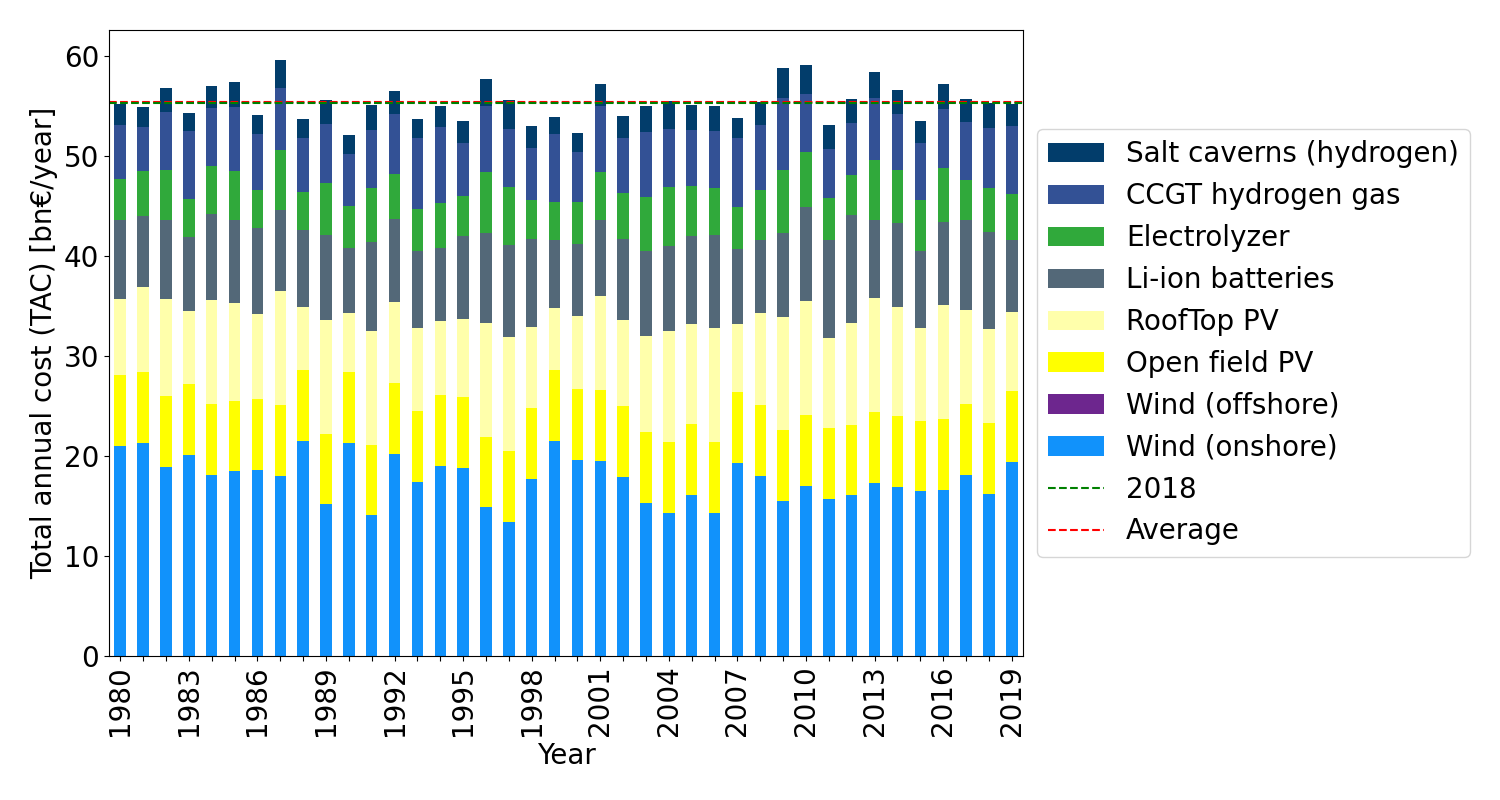 Total annual cost (TAC) [bn€/year]
60
50
40
30
20
10
0
1980
1983
1986
1989
1992
1995
1998
2001
2004
2007
2010
2013
2016
2019
Year
Salt caverns (hydrogen)
CCGT hydrogen gas
Electrolyzer
Li-ion batteries
RoofTop PV
Open field PV
Wind (offshore)
Wind (onshore)
2018
Average